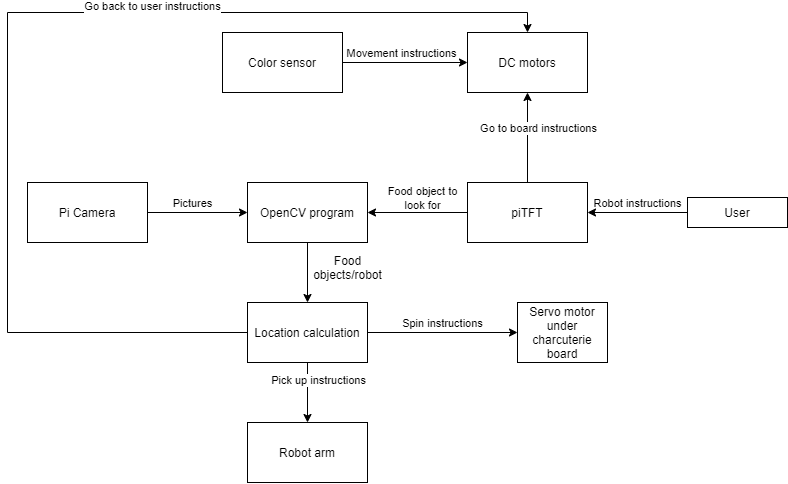 Go back to user instructions
Color sensor
Movement instructions
DC motors
Go to board instructions
Pi Camera
Pictures
OpenCV program
Food object to
look for
piTFT
Robot instructions
User
Food
objects/robot
Location calculation
Spin instructions
Servo motor
under
charcuterie
board
Pick up instructions
Robot arm